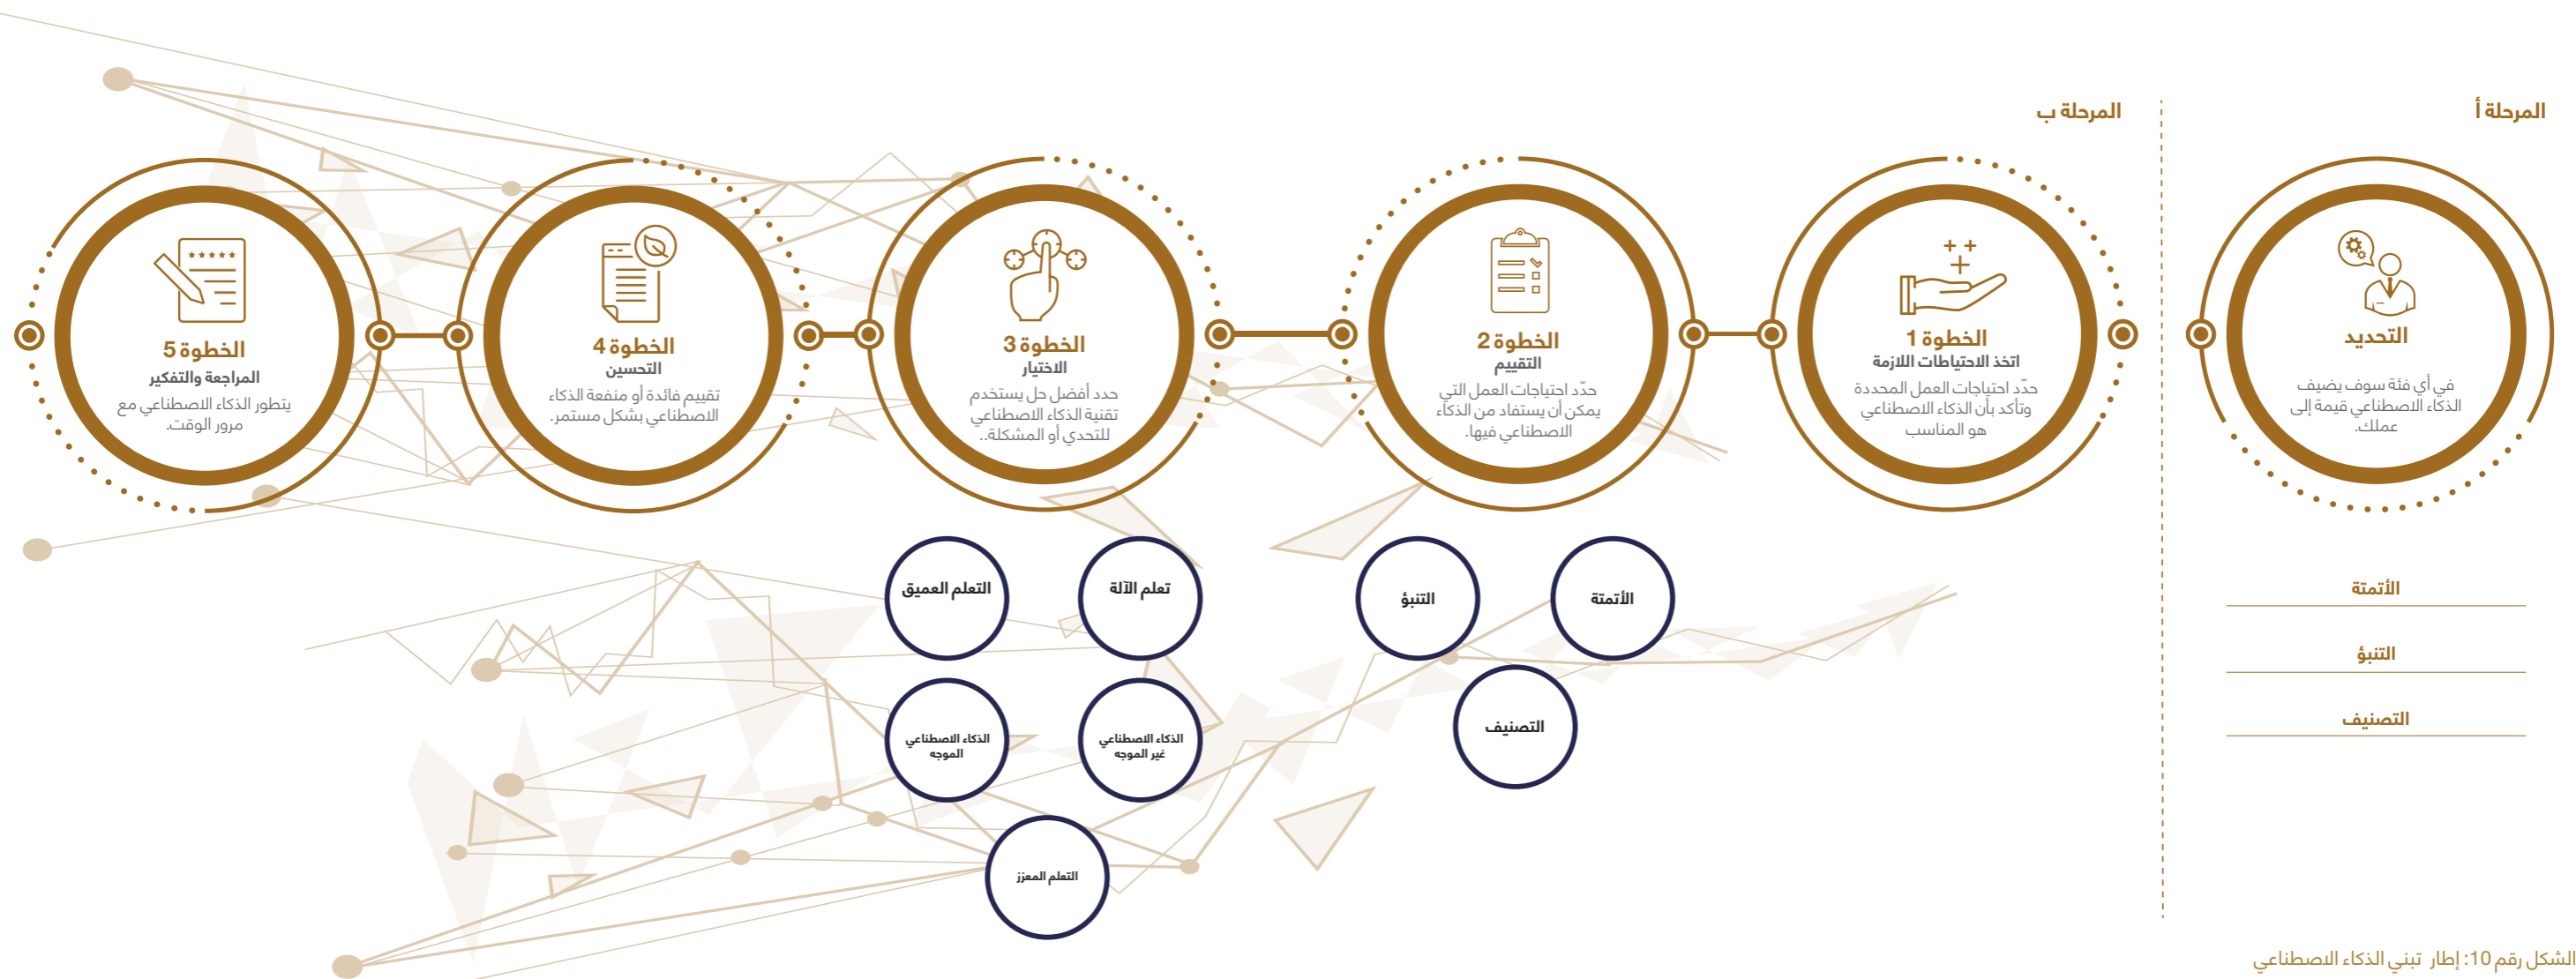 المرحلة أ
التحديد
في أي فئة سوف يضيف
الذكاء الاصطناعي قيمة إلى
عملك.
الأتمتة
التنبؤ
التصنيف
المرحلة ب
الخطوة 1
اتخذ الاحتياطات اللازمة
حدّد احتياجات العمل المحددة
وتأكد بأن الذكاء الاصطناعي
هو المناسب
الخطوة 2
التقييم
حدّد احتياجات العمل التي
يمكن أن يستفاد من الذكاء
الاصطناعي فيها.
الأتمتة
التنبؤ
التصنيف
الخطوة 3
الاختيار
حدد أفضل حل يستخدم
تقنية الذكاء الاصطناعي
للتحدي أو المشكلة..
تعلم الآلة
التعلم العميق
الذكاء الاصطناعي
غير الموجه
الذكاء الاصطناعي
الموجه
التعلم المعزز
الخطوة 4
التحسين
تقييم فائدة أو منفعة الذكاء
الاصطناعي بشكل مستمر.
الخطوة 5
المراجعة والتفكير
يتطور الذكاء الاصطناعي مع
مرور الوقت.
الشكل رقم 10: إطار تبني الذكاء الاصطناعي